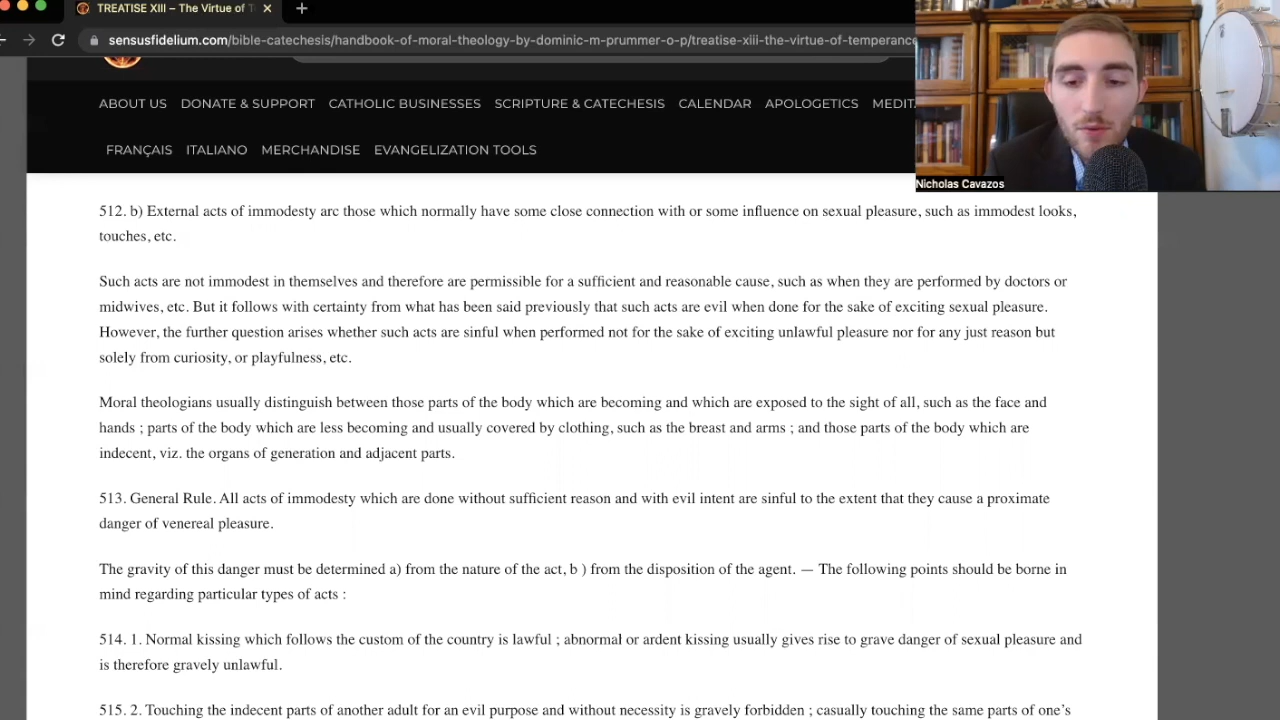 TREATISE XIII – The Virtue of T
sensusfidelium.com/bible-catechesis/handbook-of-moral-theology-by-dominic-m-prummer-o-p/treatise-xiii-the-virtue-of-temperance
ABOUT US DONATE & SUPPORT CATHOLIC BUSINESSES SCRIPTURE & CATECHESIS CALENDAR APOLOGETICS MEDITA
FRANÇAIS ITALIANO MERCHANDISE EVANGELIZATION TOOLS
Nicholas Cavazos
512. b) External acts of immodesty arc those which normally have some close connection with or some influence on sexual pleasure, such as immodest looks,
touches, etc.
Such acts are not immodest in themselves and therefore are permissible for a sufficient and reasonable cause, such as when they are performed by doctors or
midwives, etc. But it follows with certainty from what has been said previously that such acts are evil when done for the sake of exciting sexual pleasure.
However, the further question arises whether such acts are sinful when performed not for the sake of exciting unlawful pleasure nor for any just reason but
solely from curiosity, or playfulness, etc.
Moral theologians usually distinguish between those parts of the body which are becoming and which are exposed to the sight of all, such as the face and
hands ; parts of the body which are less becoming and usually covered by clothing, such as the breast and arms ; and those parts of the body which are
indecent, viz. the organs of generation and adjacent parts.
513. General Rule. All acts of immodesty which are done without sufficient reason and with evil intent are sinful to the extent that they cause a proximate
danger of venereal pleasure.
The gravity of this danger must be determined a) from the nature of the act, b ) from the disposition of the agent. — The following points should be borne in
mind regarding particular types of acts :
514. 1. Normal kissing which follows the custom of the country is lawful ; abnormal or ardent kissing usually gives rise to grave danger of sexual pleasure and
is therefore gravely unlawful.
515. 2. Touching the indecent parts of another adult for an evil purpose and without necessity is gravely forbidden ; casually touching the same parts of one's